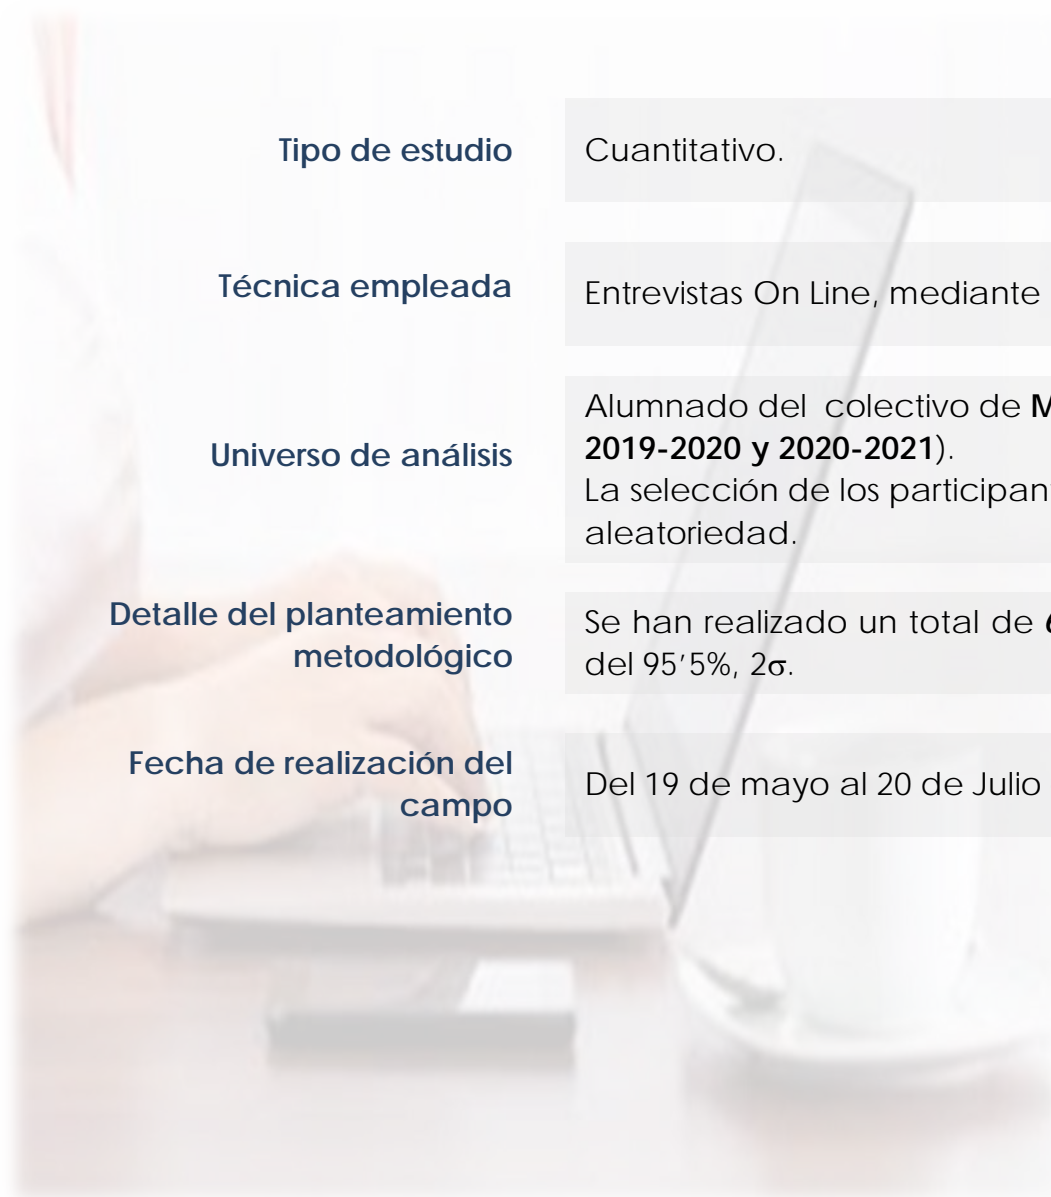 Tipo de estudio
Cuantitativo.
Técnica empleada
Entrevistas On Line, mediante
Universo de análisis
Alumnado del colectivo de
2019-2020 y 2020-2021).
La selección de los
aleatoriedad.
Detalle del planteamiento
metodológico
Se han realizado un total de
del 95'5%, 2σ.
Fecha de realización del
campo
Del 19 de mayo al 20 de Julio